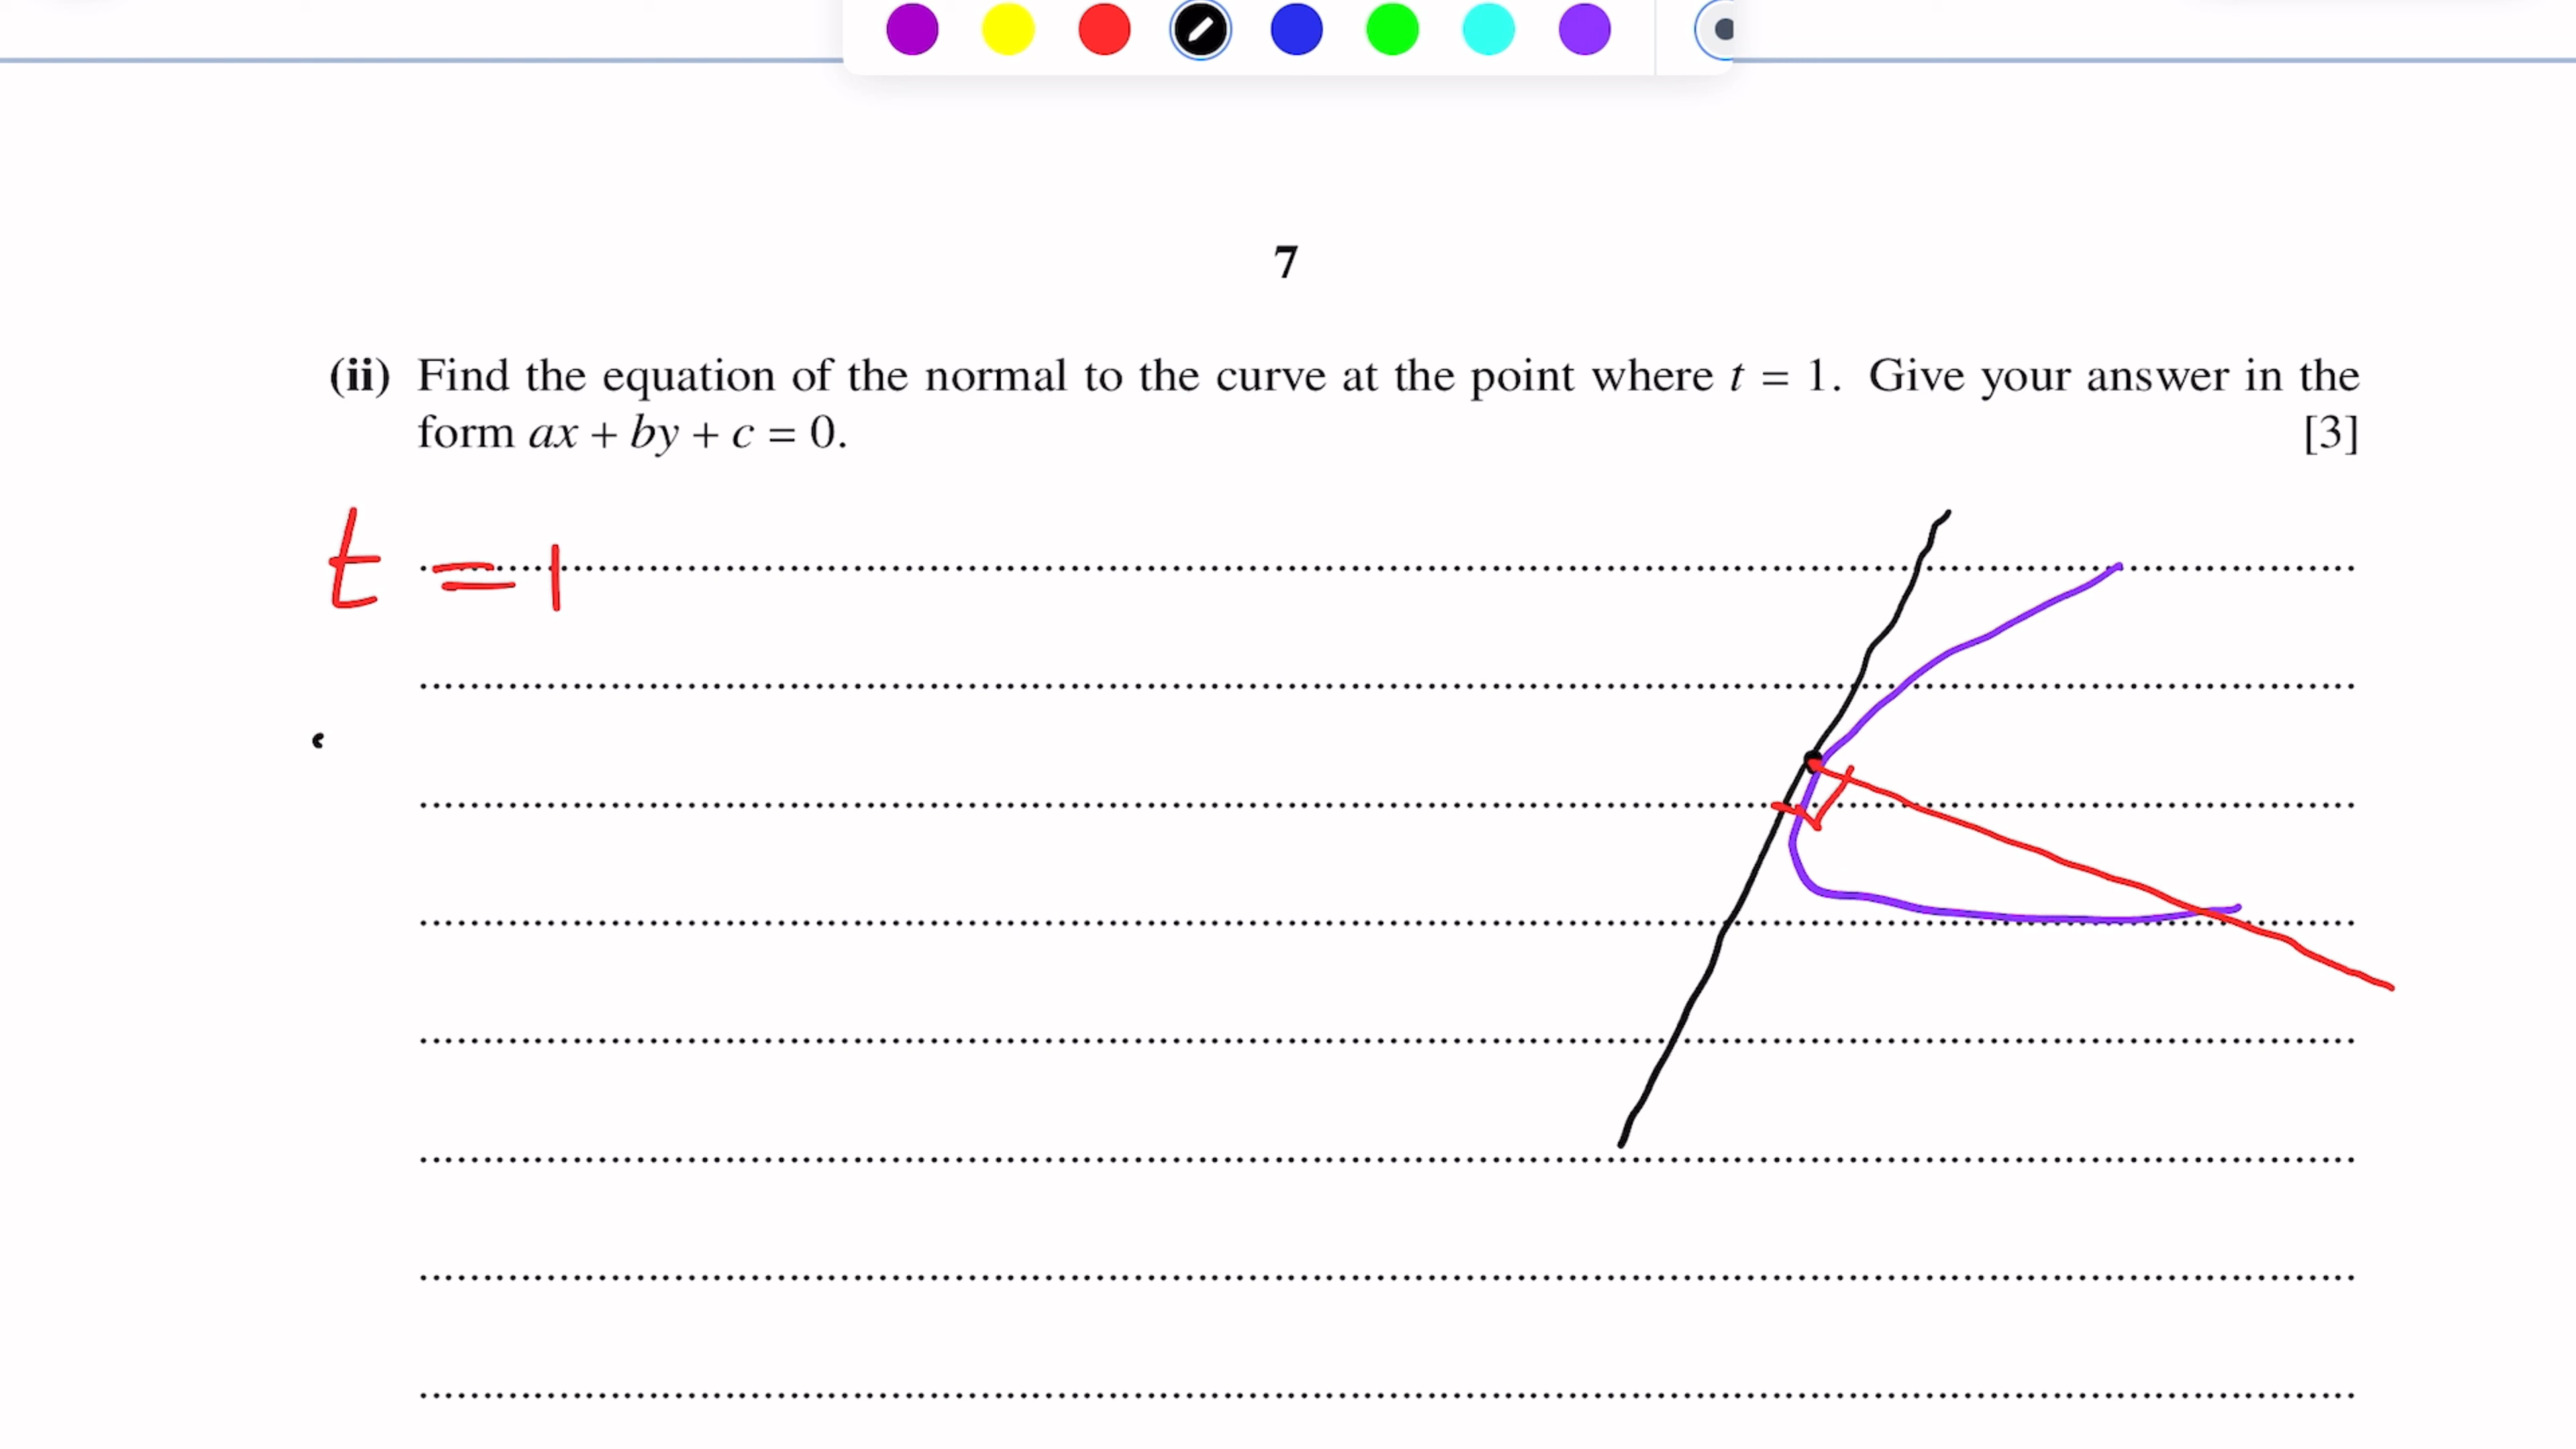 7
(ii) Find the equation of the normal to the curve at the point where t = 1. Give your answer in the
form ax + by + c = 0. [3]
t = 1